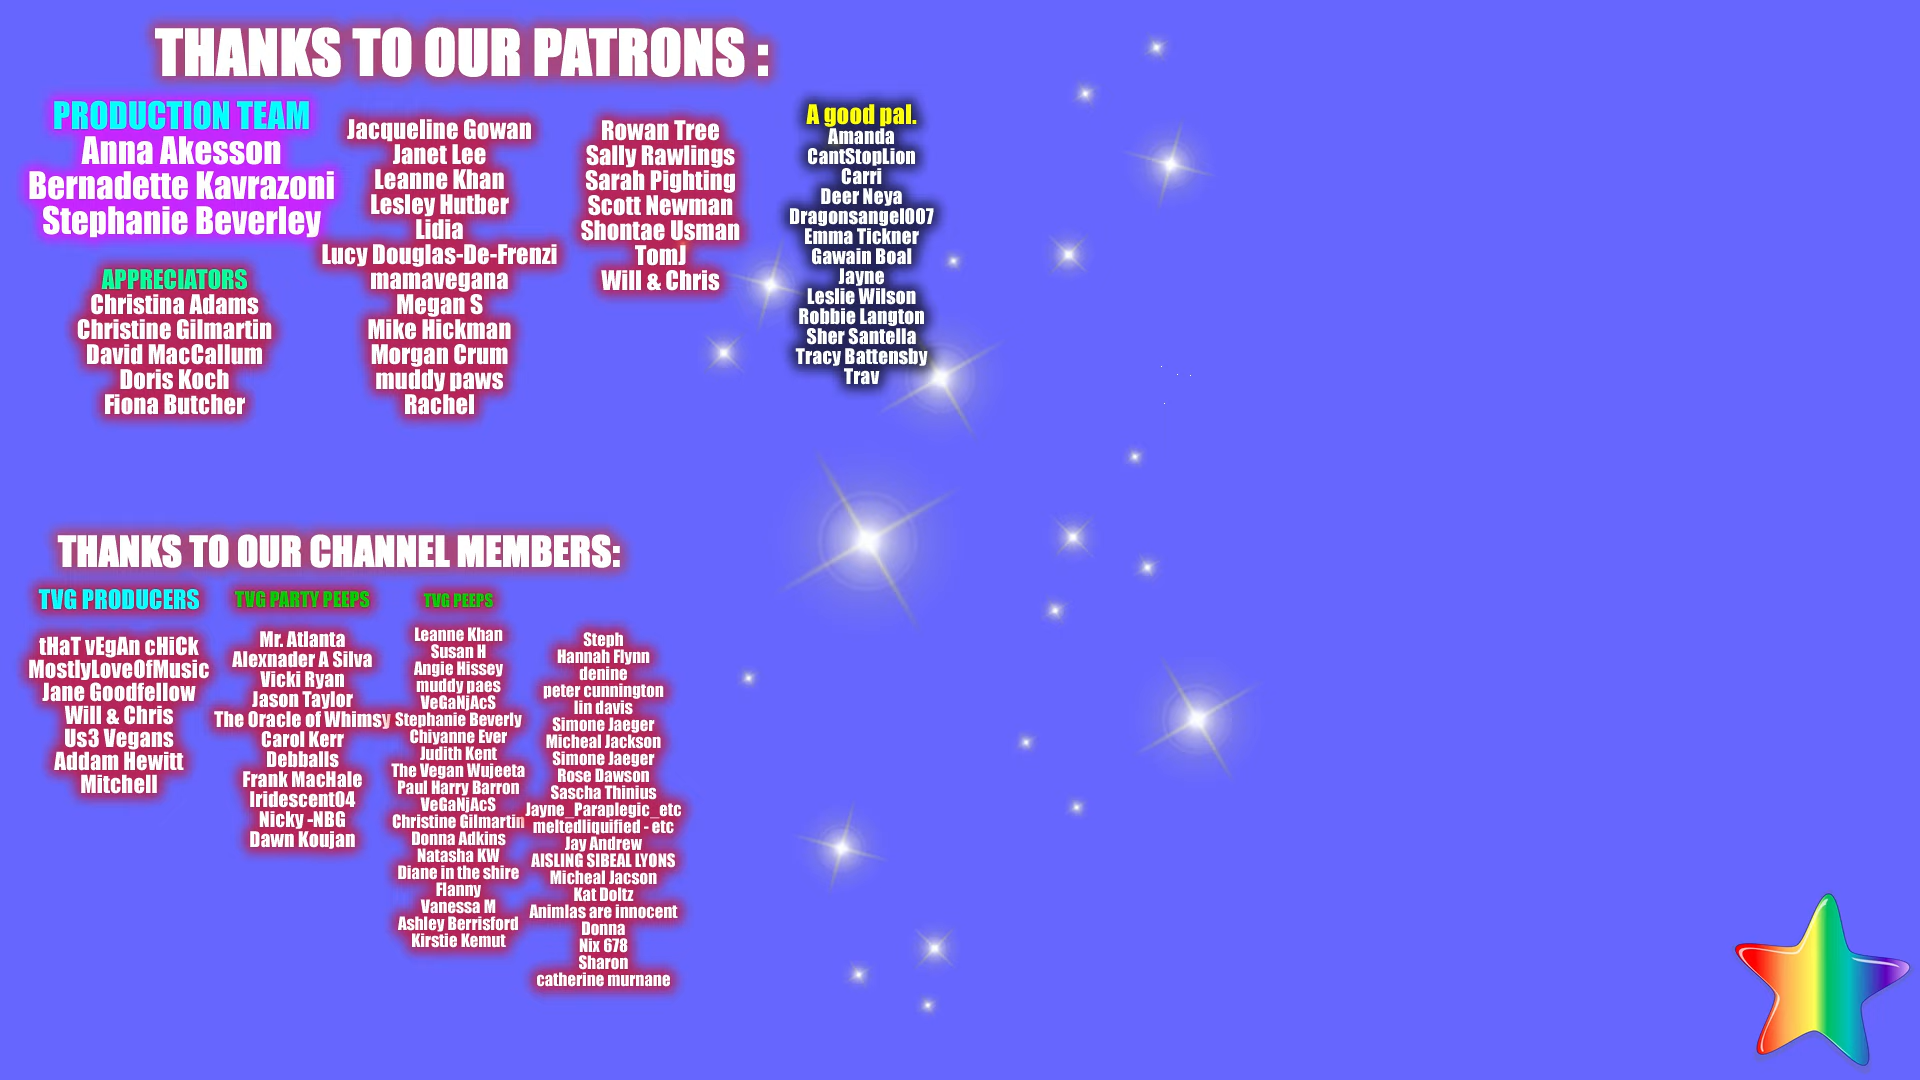 THANKS TO OUR PATRONS :
PRODUCTION TEAM
Anna Akesson
Bernadette Kavrazoni
Stephanie Beverley
APPRECIATORS
Christina Adams
Christine Gilmartin
David MacCallum
Doris Koch
Fiona Butcher
Jacqueline Gowan
Janet Lee
Leanne Khan
Lesley Hutber
Lidia
Lucy Douglas-De-Frenzi
mamavegana
Megan S
Mike Hickman
Morgan Crum
muddy paws
Rachel
Rowan Tree
Sally Rawlings
Sarah Pighting
Scott Newman
Shontae Usman
TomJ
Will & Chris
A good pal.
Amanda
CantStopLion
Carri
Deer Neya
Dragonsangel007
Emma Tickner
Gawain Boal
Jayne
Leslie Wilson
Robbie Langton
Sher Santella
Tracy Battensby
Trav
THANKS TO OUR CHANNEL MEMBERS:
TVG PRODUCERS
tHaT vEgAn cHiCk
MostlyLoveOfMusic
Jane Goodfellow
Will & Chris
Us3 Vegans
Addam Hewitt
Mitchell
TVG PARTY PEEPS
Mr. Atlanta
Alexnader A Silva
Vicki Ryan
Jason Taylor
The Oracle of Whimsy
Carol Kerr
Debballs
Frank MacHale
Iridescent04
Nicky -NBG
Dawn Koujan
TVG PEEPS
Leanne Khan
Susan H
Angie Hissey
muddy paes
VeGaNjAcS
Stephanie Beverly
Chiyanne Ever
Judith Kent
The Vegan Wujeeta
Paul Harry Barron
VeGaNjAcS
Christine Gilmartin
Donna Adkins
Natasha KW
Diane in the shire
Flanny
Vanessa M
Ashley Berrisford
Kirstie Kemut
Steph
Hannah Flynn
denine
peter cunnington
lin davis
Simone Jaeger
Micheal Jackson
Simone Jaeger
Rose Dawson
Sascha Thinius
Jayne_Paraplegic_etc
meltedliquified - etc
Jay Andrew
AISLING SIBEAL LYONS
Micheal Jacson
Kat Doltz
Animlas are innocent
Donna
Nix 678
Sharon
catherine murnane